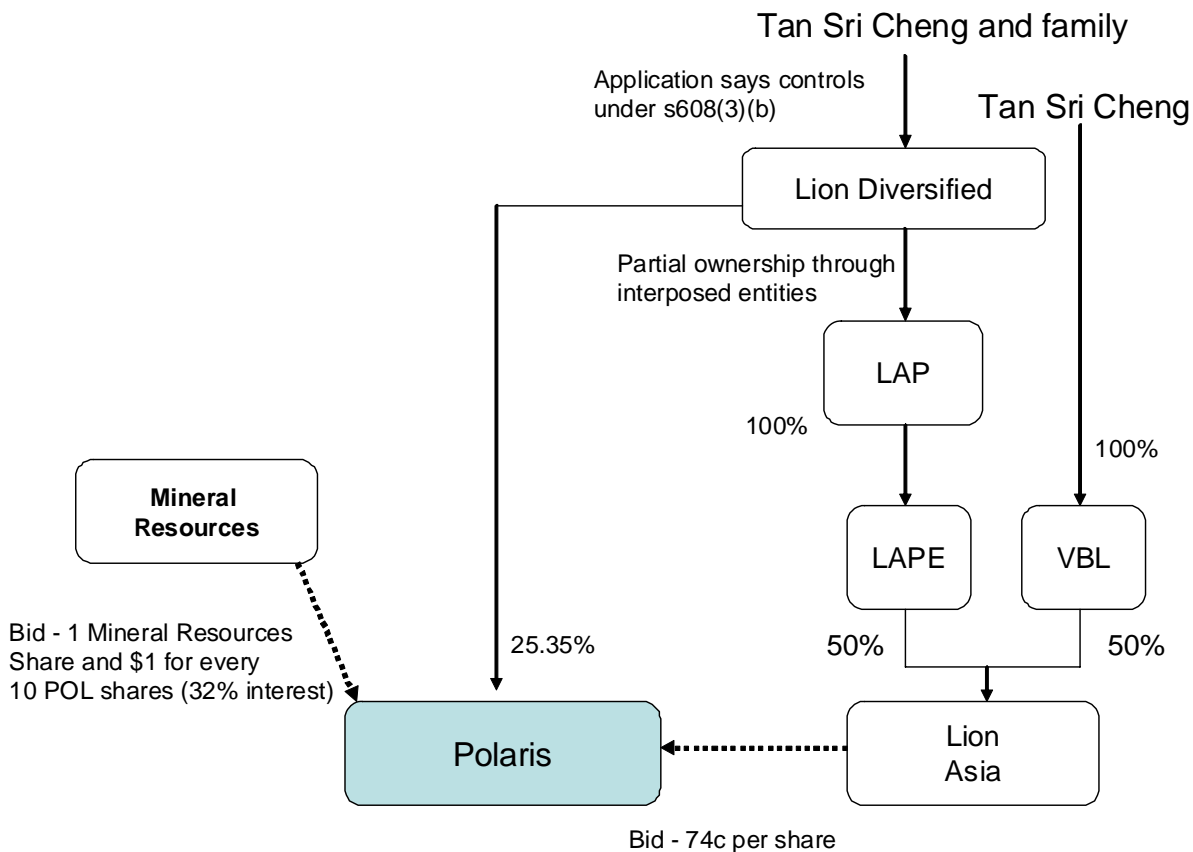 Tan Sri Cheng and family
Application says controls
under s608(3)(b)
Tan Sri Cheng
Lion Diversified
Partial ownership through
interposed entities
LAP
100%
100%
Mineral
Resources
LAPE
VBL
Bid - 1 Mineral Resources
Share and $1 for every
10 POL shares (32% interest)
25.35%
50%
50%
Polaris
Lion
Asia
Bid - 74c per share